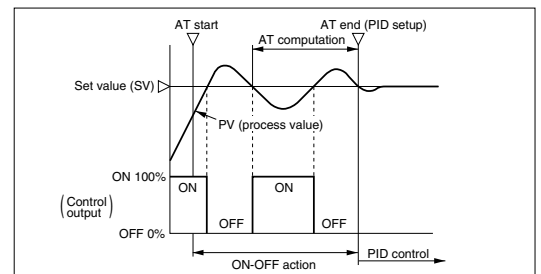 AT start
AT end (PID setup)
AT computation
Set value (SV)
PV (process value)
ON 100%
ON
ON
(Control
output)
OFF
OFF
OFF 0%
ON-OFF action
PID control